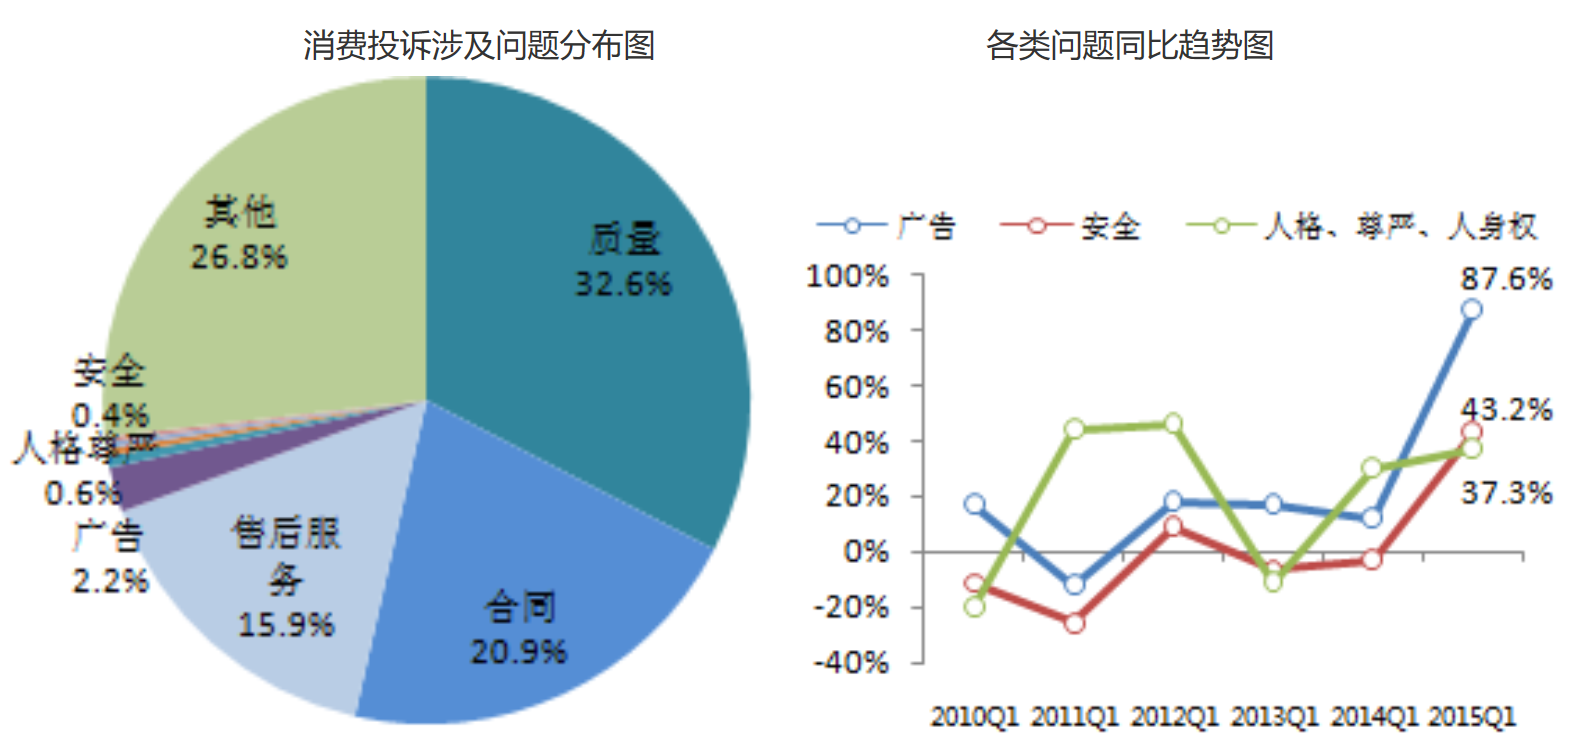 消费投诉涉及问题分布图
其他
26.8%
质量
32.6%
安全
0.4%
人格尊严
0.6%
广告
2.2%
售后服
务
15.9%
合同
20.9%
各类问题同比趋势图
广告 安全 人格、尊严、人身权
100%
80%
60%
40%
20%
0%
-20%
-40%
87.6%
43.2%
37.3%
2010Q1 2011Q1 2012Q1 2013Q1 2014Q1 2015Q1